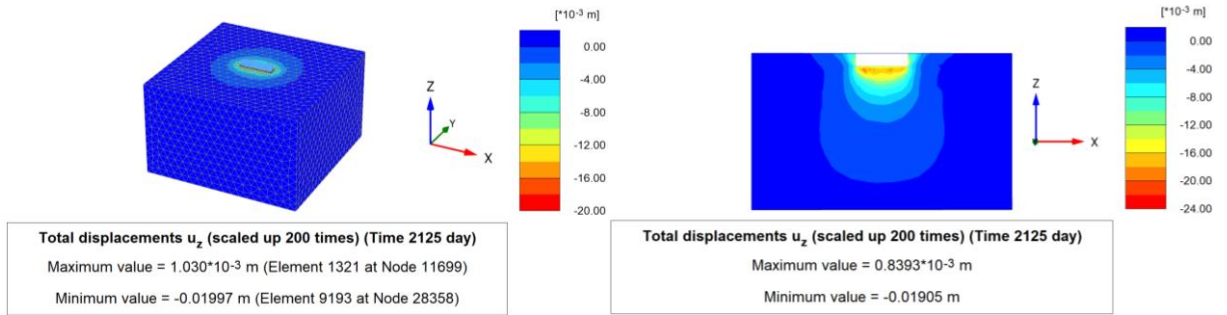 [*10-3 m]
0.00
-4.00
-8.00
-12.00
-16.00
-20.00
Z
Y
X
Total displacements uz (scaled up 200 times) (Time 2125 day)
Maximum value = 1.030*10-3 m (Element 1321 at Node 11699)
Minimum value = -0.01997 m (Element 9193 at Node 28358)
[*10-3 m]
0.00
-4.00
-8.00
-12.00
-16.00
-20.00
-24.00
Z
X
Total displacements uz (scaled up 200 times) (Time 2125 day)
Maximum value = 0.8393*10-3 m
Minimum value = -0.01905 m